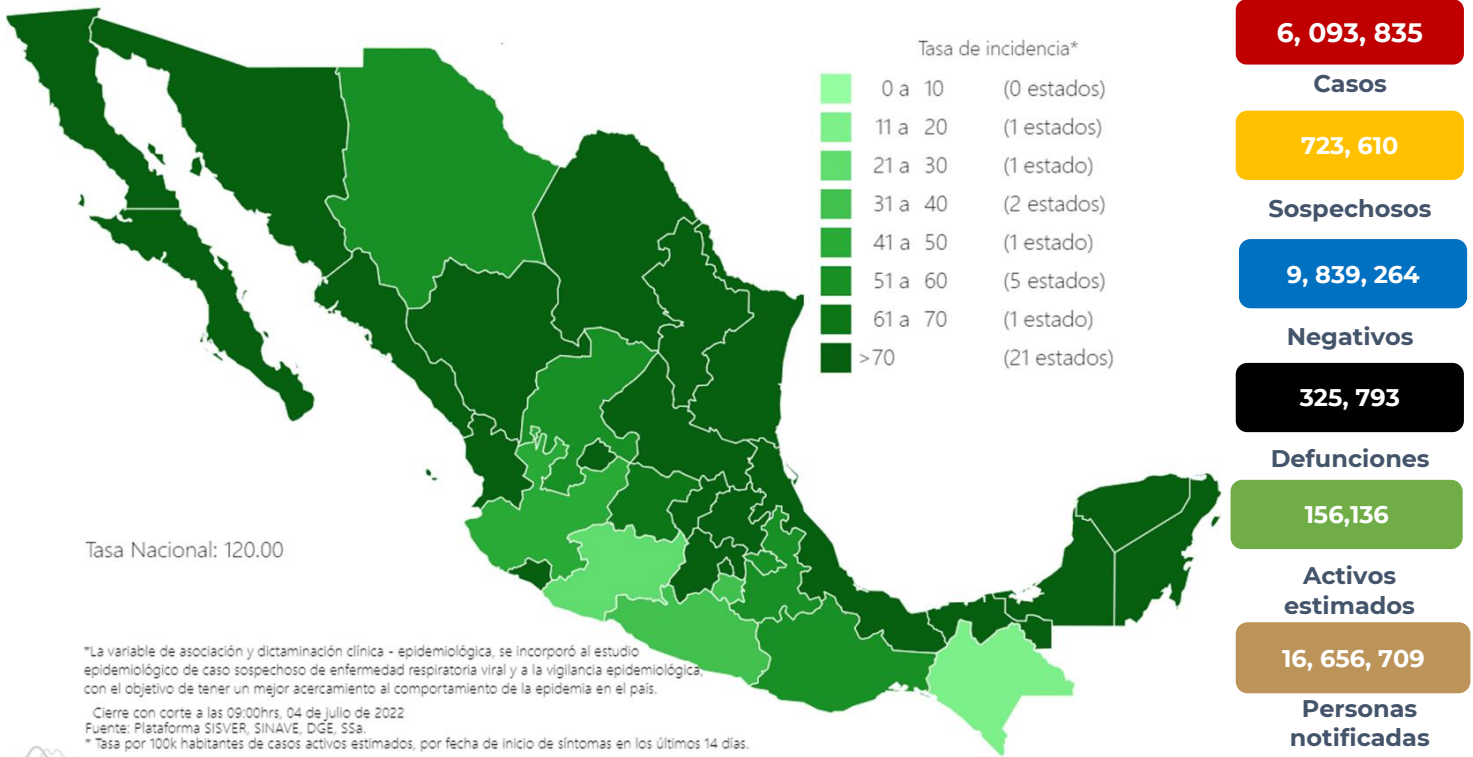 Tasa de incidencia*
0 a 10 (0 estados)
11 a 20 (1 estados)
21 a 30 (1 estado)
31 a 40 (2 estados)
41 a 50 (1 estado)
51 a 60 (5 estados)
61 a 70 (1 estado)
>70 (21 estados)
Tasa Nacional: 120.00
*La variable de asociación y dictaminación clínica - epidemiológica, se incorporó al estudio
epidemiológico de caso sospechoso de enfermedad respiratoria viral y a la vigilancia epidemiológica,
con el objetivo de tener un mejor acercamiento al comportamiento de la epidemia en el país.
Cierre con corte a las 09:00hrs, 04 de julio de 2022
Fuente: Plataforma SISVER, SINAVE, DGE, SSa.
* Tasa por 100k habitantes de casos activos estimados, por fecha de inicio de síntomas en los últimos 14 días.
6, 093, 835
Casos
723, 610
Sospechosos
9, 839, 264
Negativos
325, 793
Defunciones
156,136
Activos
estimados
16, 656, 709
Personas
notificadas